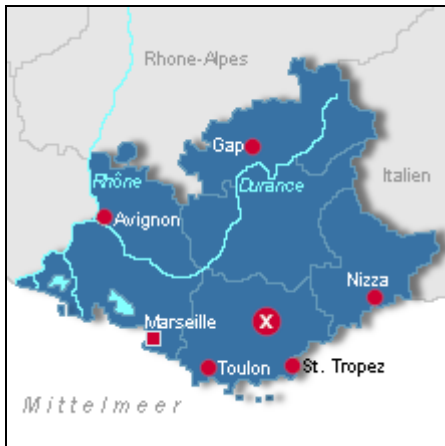 Rhone-Alpes
Gap
Rhône
Durance
Italien
Avignon
Nizza
Marseille
X
Toulon
St. Tropez
Mittelmeer